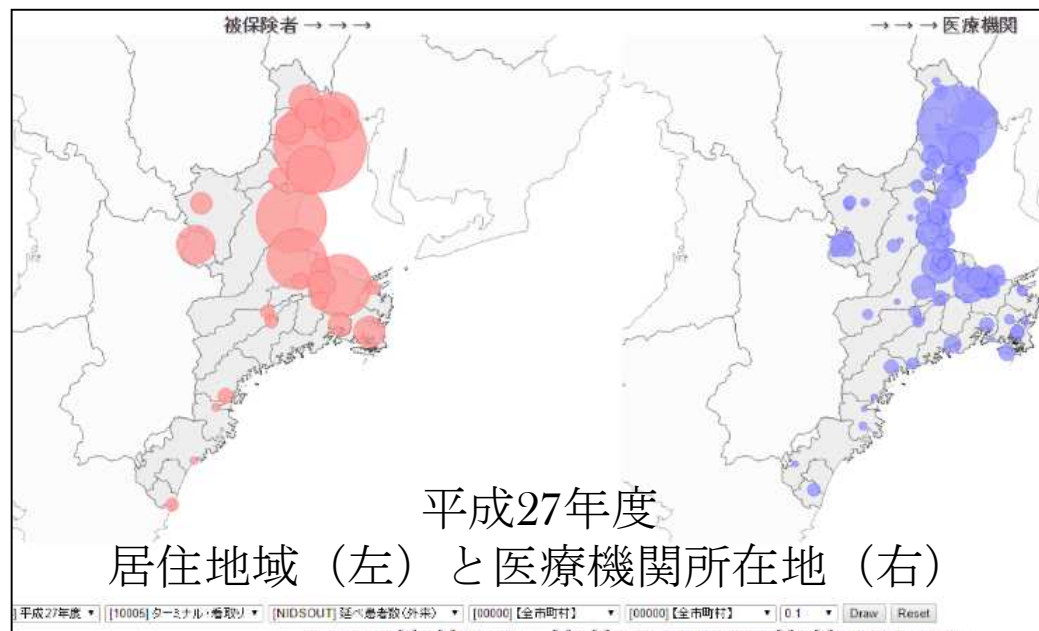 被保険者→→→
→→→医療機関
平成27年度
居住地域（左）と医療機関所在地（右）
] 平成27年度 ▼ [10005] ターミナル・看取り ▼ [NIDSOUT] 延べ患者数(外来) ▼ [00000] 【全市町村】 ▼ [00000] 【全市町村】 ▼ 0.1 ▼ Draw Reset